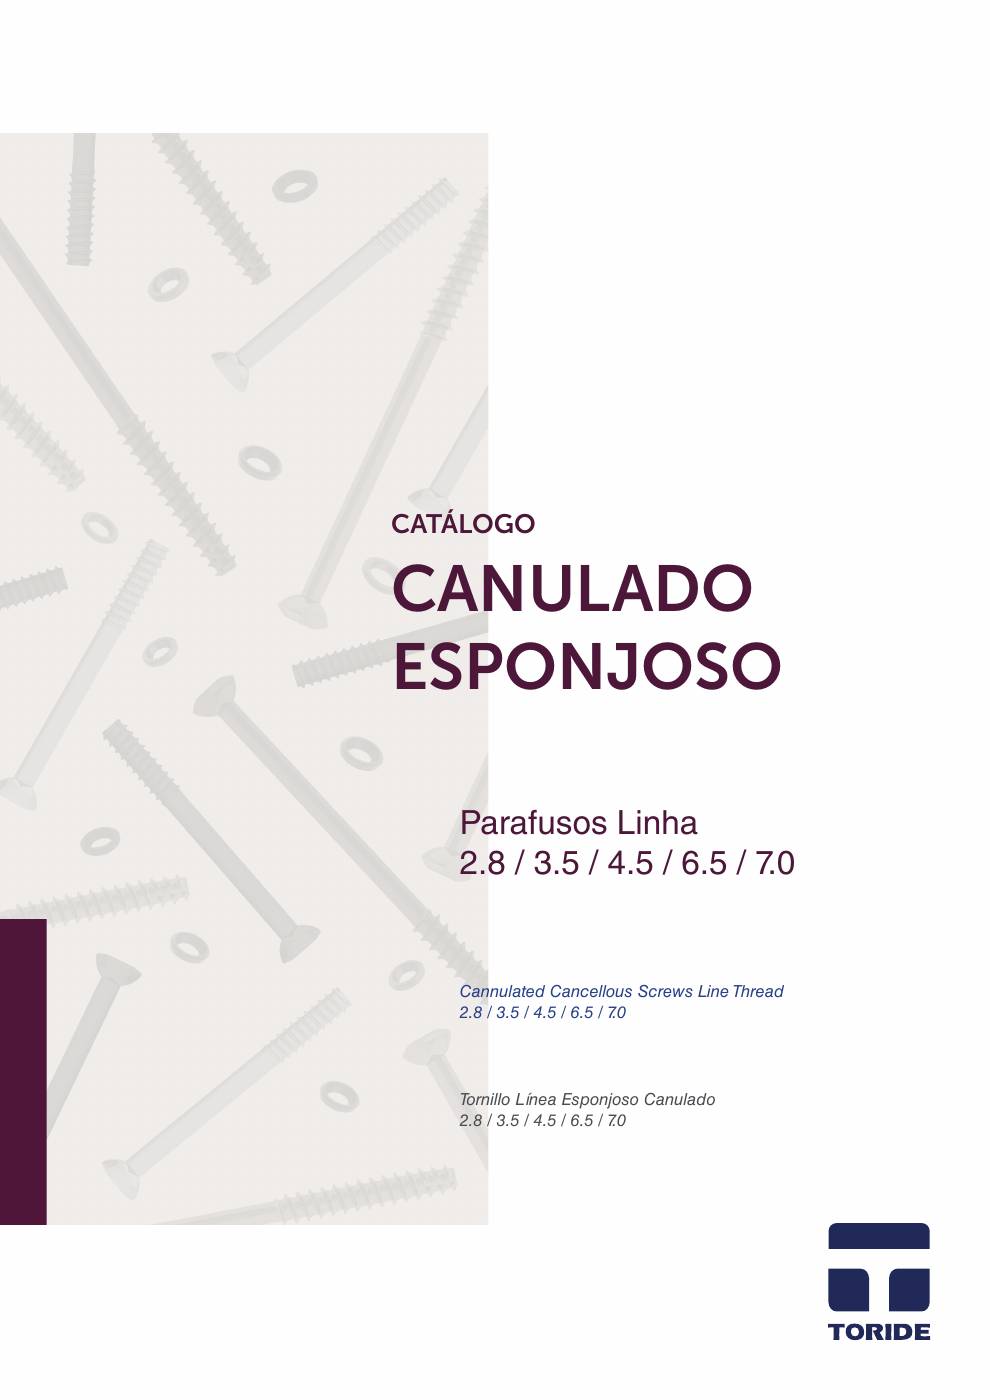 CATÁLOGO
CANULADO
ESPONJOSO
Parafusos Linha
2.8 / 3.5 / 4.5 / 6.5 / 7.0
Cannulated Cancellous Screws Line Thread
2.8 / 3.5 / 4.5 / 6.5 / 7.0
Tornillo Línea Esponjoso Canulado
2.8 / 3.5 / 4.5 / 6.5 / 7.0
TORIDE